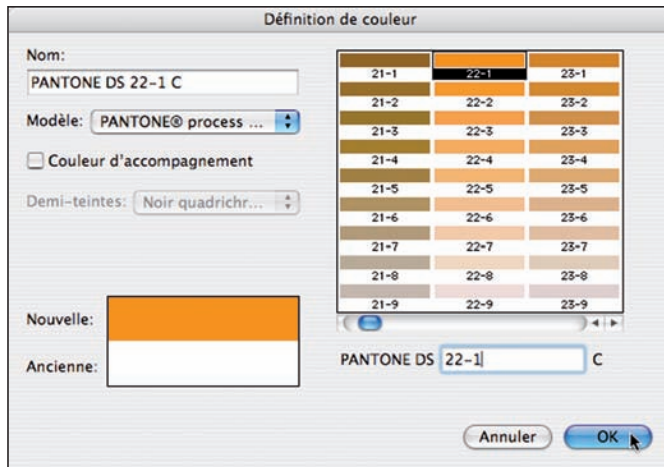 Définition de couleur
Nom:
PANTONE DS 22-1 C
Modèle: PANTONE® process ...
Couleur d'accompagnement
Demi-teintes: Noir quadrichr...
Nouvelle:
Ancienne:
21-1 22-1 23-1
21-2 22-2 23-2
21-3 22-3 23-3
21-4 22-4 23-4
21-5 22-5 23-5
21-6 22-6 23-6
21-7 22-7 23-7
21-8 22-8 23-8
21-9 22-9 23-9
PANTONE DS 22-1 C
Annuler OK